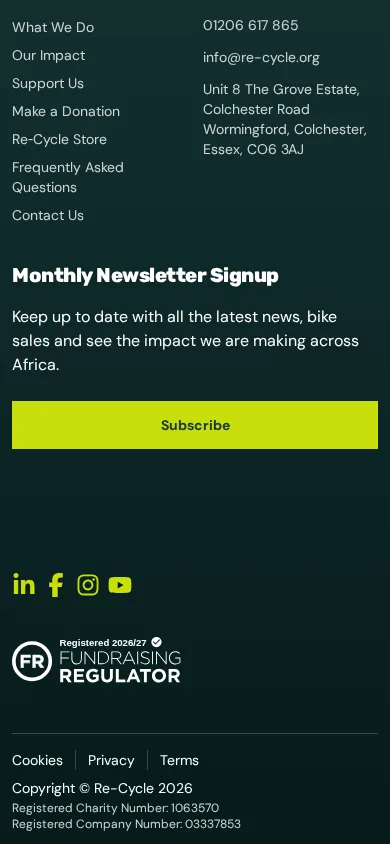 What We Do
Our Impact
Support Us
Make a Donation
Re-Cycle Store
Frequently Asked
Questions
Contact Us
01206 617 865
info@re-cycle.org
Unit 8 The Grove Estate,
Colchester Road
Wormingford, Colchester,
Essex, CO6 3AJ
Monthly Newsletter Signup
Keep up to date with all the latest news, bike
sales and see the impact we are making across
Africa.
Subscribe
Registered 2026/27
FR
FUNDRAISING
REGULATOR
Cookies
Privacy
Terms
Copyright © Re-Cycle 2026
Registered Charity Number: 1063570
Registered Company Number: 03337853